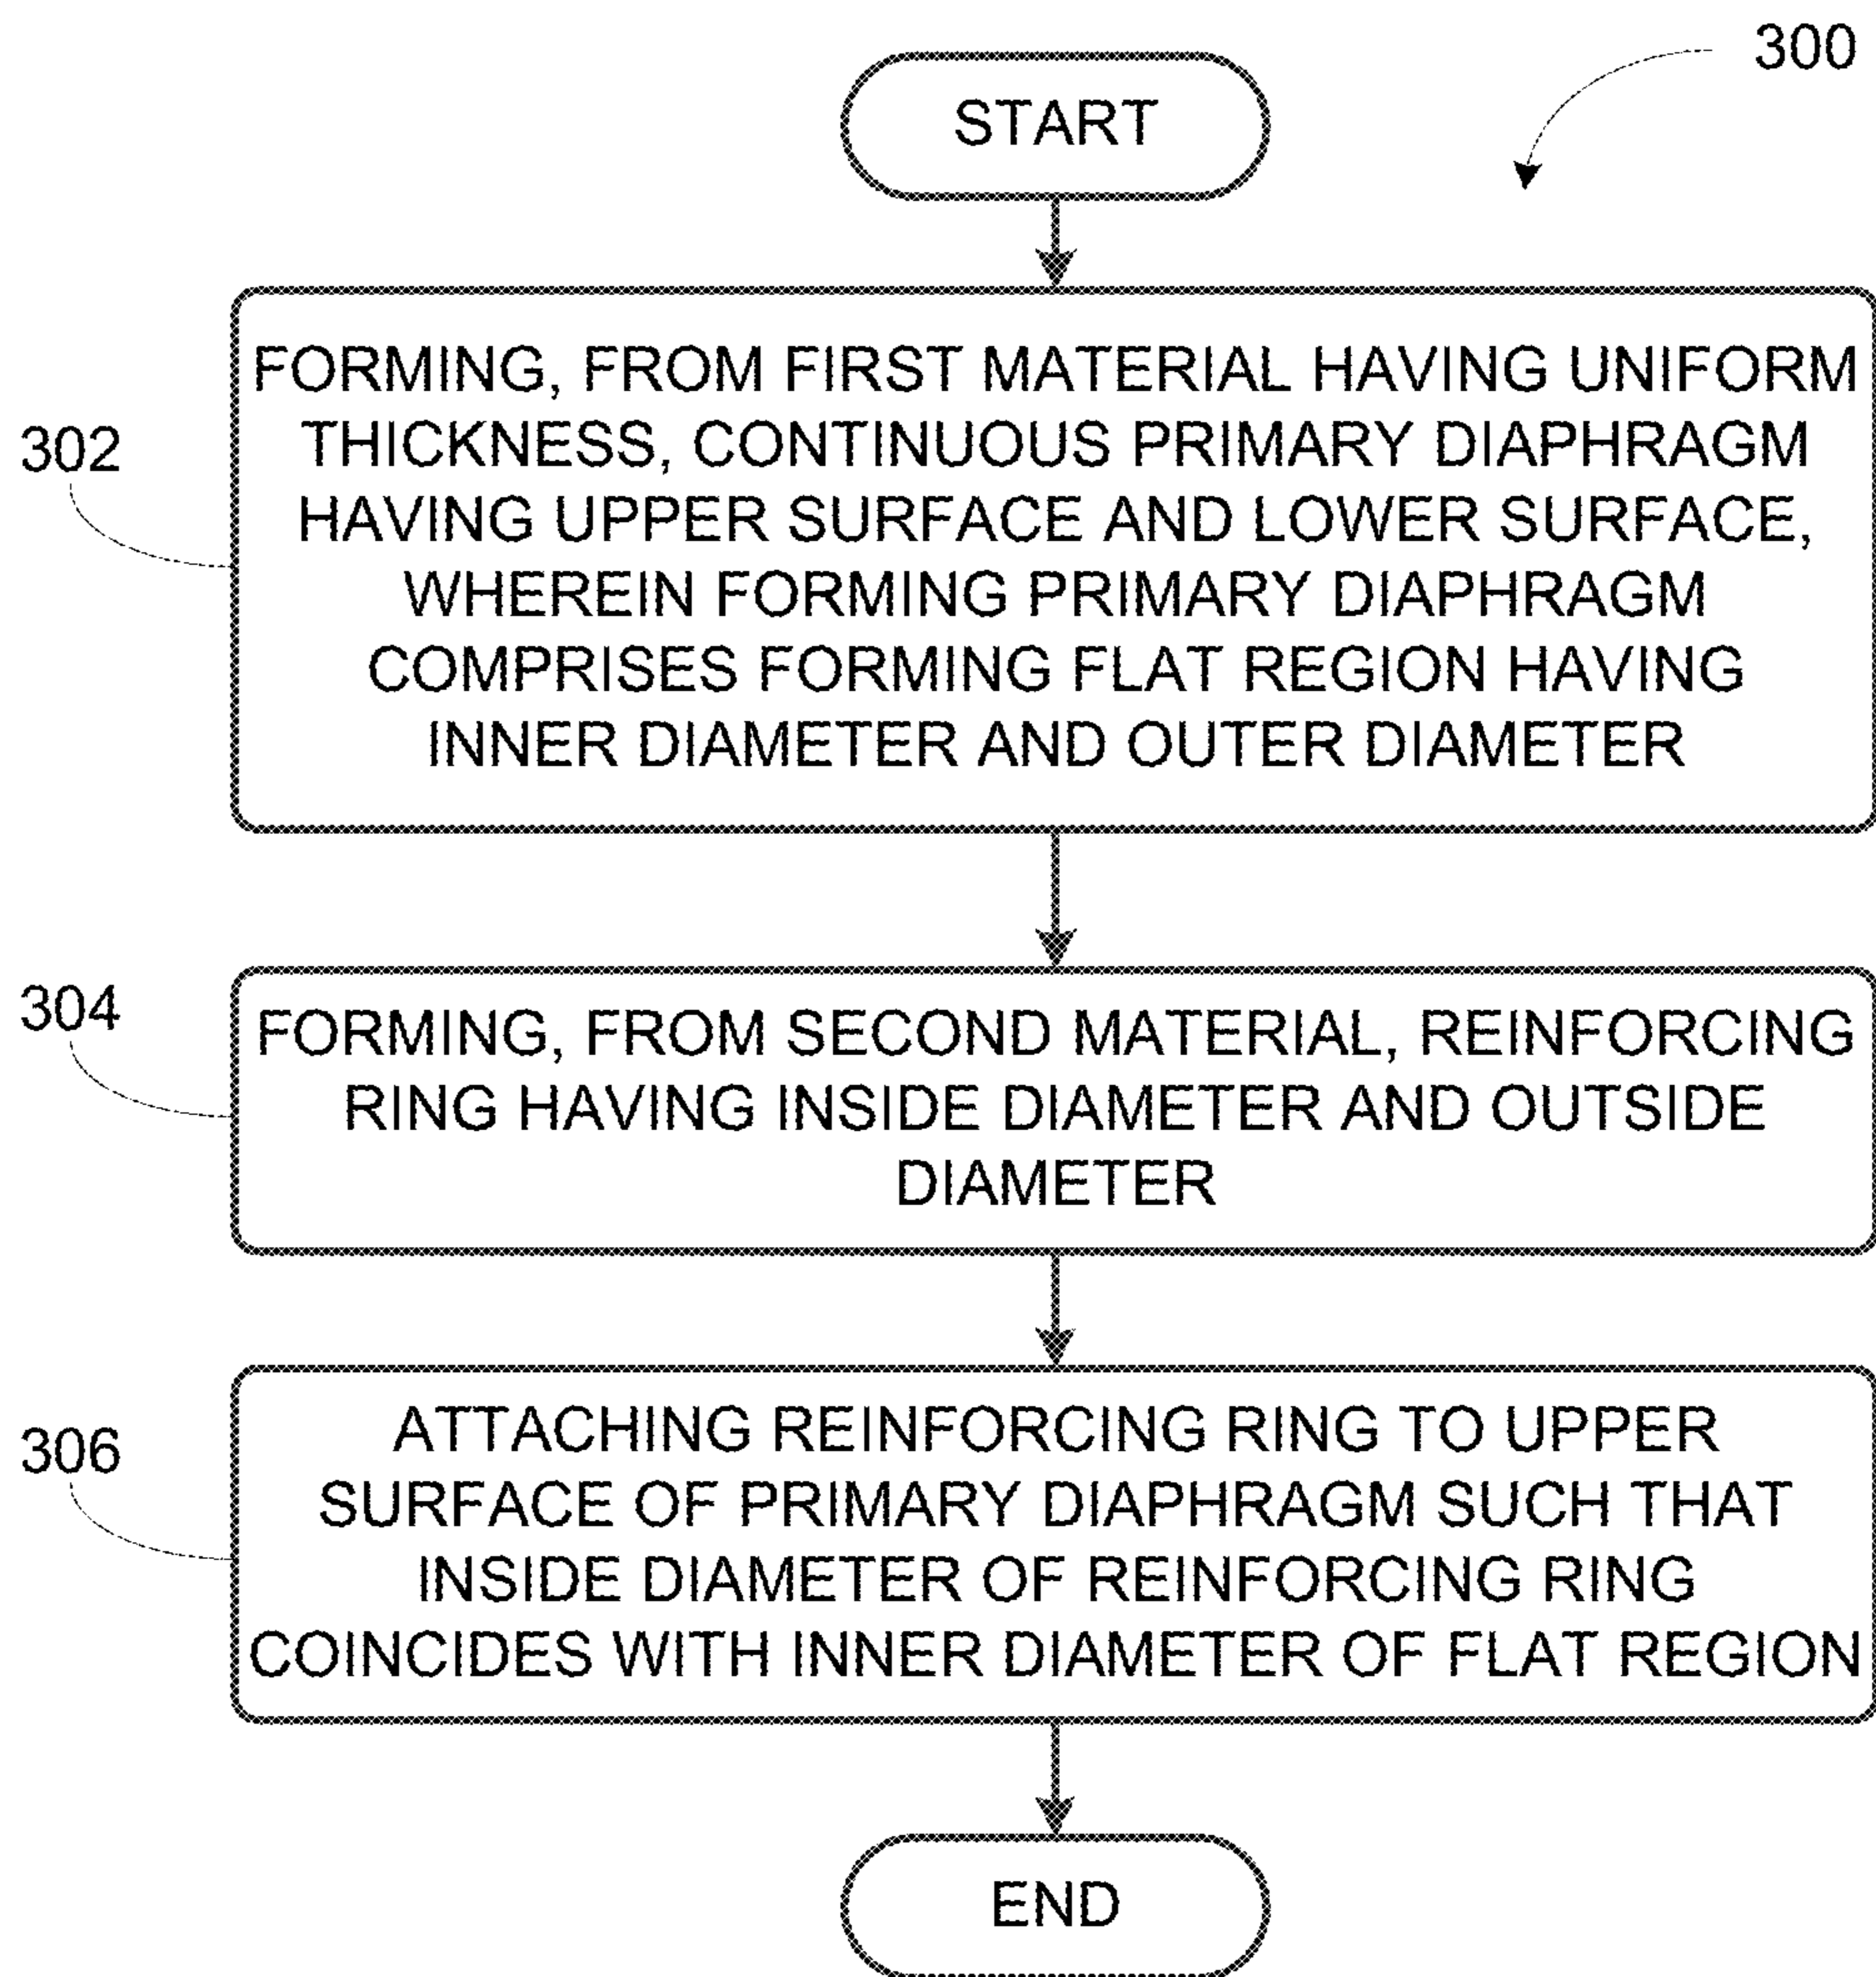 300
START
302
FORMING, FROM FIRST MATERIAL HAVING UNIFORM
THICKNESS, CONTINUOUS PRIMARY DIAPHRAGM
HAVING UPPER SURFACE AND LOWER SURFACE,
WHEREIN FORMING PRIMARY DIAPHRAGM
COMPRISES FORMING FLAT REGION HAVING
INNER DIAMETER AND OUTER DIAMETER
304
FORMING, FROM SECOND MATERIAL, REINFORCING
RING HAVING INSIDE DIAMETER AND OUTSIDE
DIAMETER
306
ATTACHING REINFORCING RING TO UPPER
SURFACE OF PRIMARY DIAPHRAGM SUCH THAT
INSIDE DIAMETER OF REINFORCING RING
COINCIDES WITH INNER DIAMETER OF FLAT REGION
END